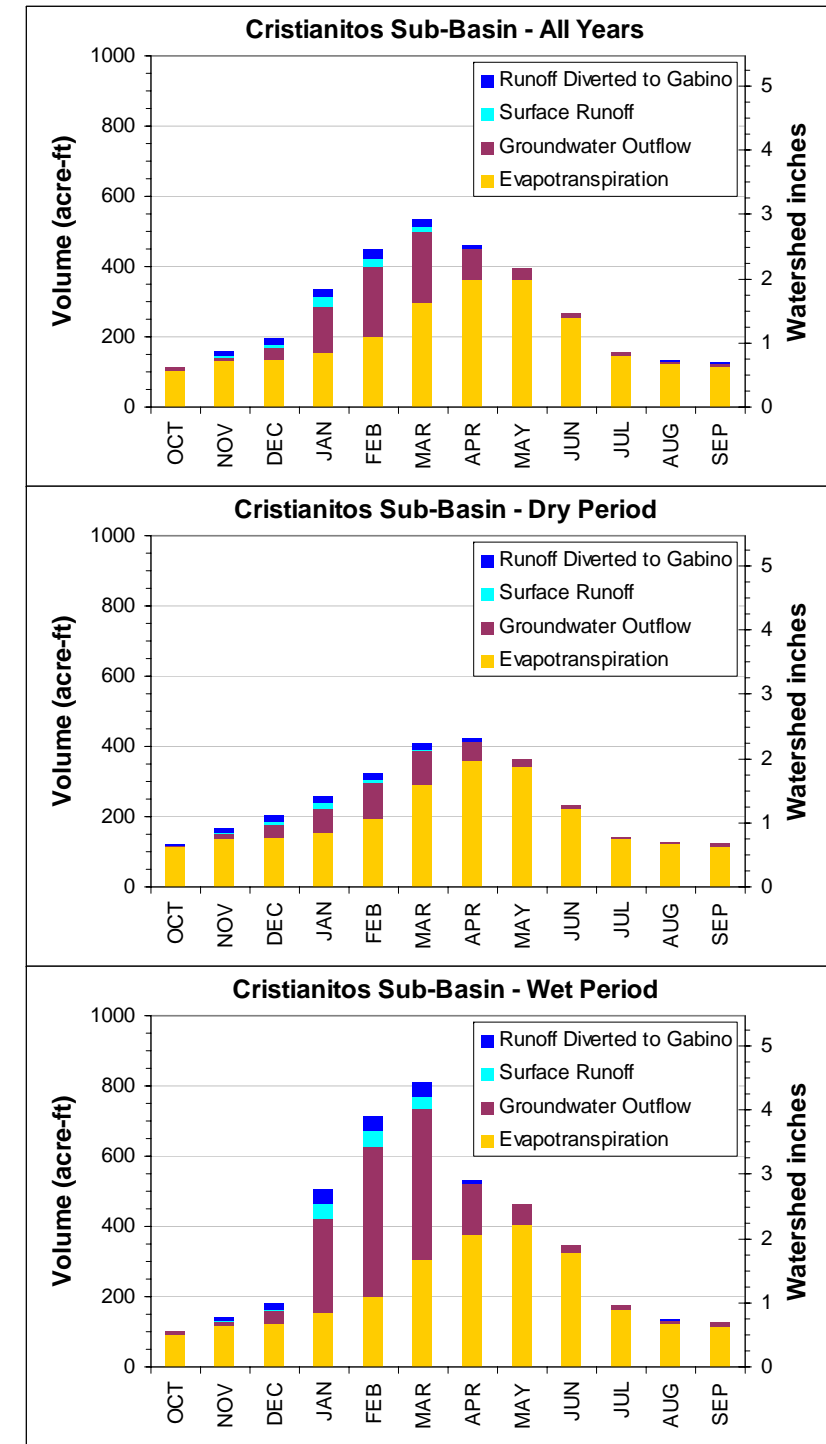 Cristianitos Sub-Basin - All Years
Volume (acre-ft)
1000
800
600
400
200
0
Runoff Diverted to Gabino
Surface Runoff
Groundwater Outflow
Evapotranspiration
5
4
3
2
1
0
Watershed inches
OCT NOV DEC JAN FEB MAR APR MAY JUN JUL AUG SEP
Cristianitos Sub-Basin - Dry Period
Volume (acre-ft)
1000
800
600
400
200
0
Runoff Diverted to Gabino
Surface Runoff
Groundwater Outflow
Evapotranspiration
5
4
3
2
1
0
Watershed inches
OCT NOV DEC JAN FEB MAR APR MAY JUN JUL AUG SEP
Cristianitos Sub-Basin - Wet Period
Volume (acre-ft)
1000
800
600
400
200
0
Runoff Diverted to Gabino
Surface Runoff
Groundwater Outflow
Evapotranspiration
5
4
3
2
1
0
Watershed inches
OCT NOV DEC JAN FEB MAR APR MAY JUN JUL AUG SEP